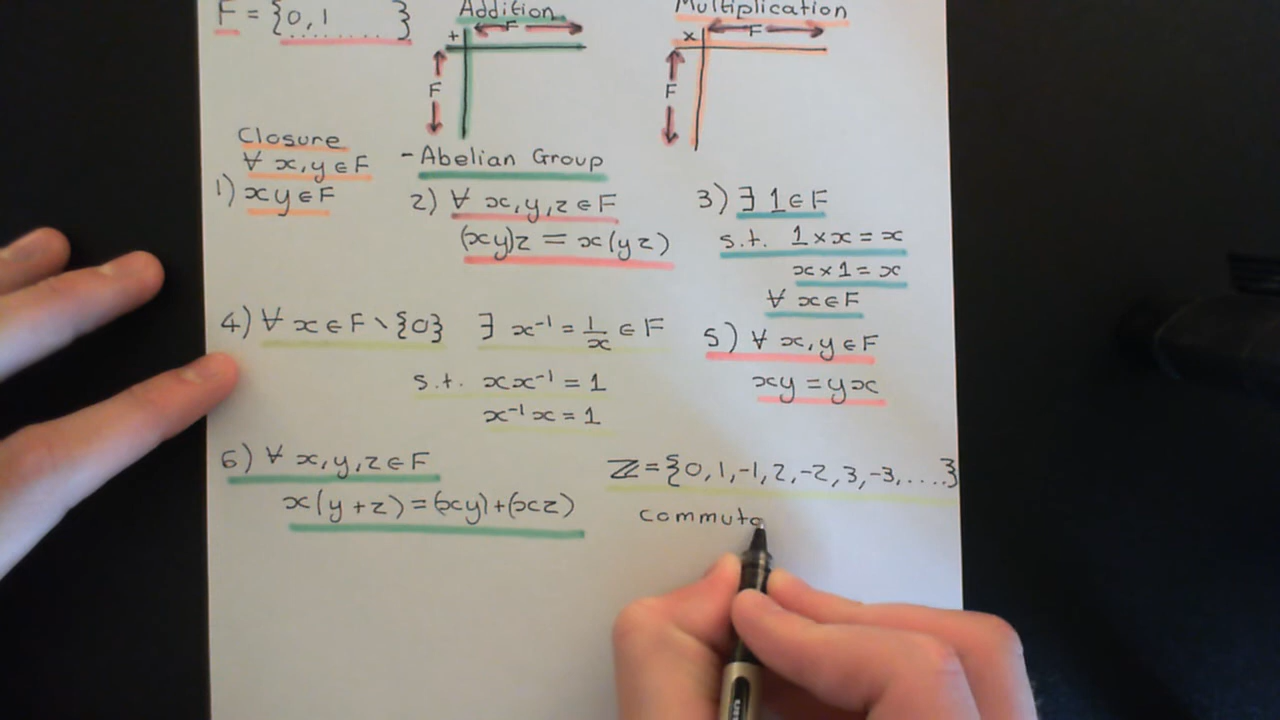 F = {0, 1 ........ }
Addition
Multiplication
+ F
F
x F
F
Closure
∀ x, y ∈ F
1) xy ∈ F
- Abelian Group
2) ∀ x, y, z ∈ F
(xy)z = x(yz)
3) ∃ 1 ∈ F
s.t. 1 × x = x
x × 1 = x
∀ x ∈ F
4) ∀ x ∈ F \ {0} ∃ x⁻¹ = 1/x ∈ F
s.t. xx⁻¹ = 1
x⁻¹x = 1
5) ∀ x, y ∈ F
xy = yx
6) ∀ x, y, z ∈ F
x(y + z) = (xy) + (xz)
ℤ = {0, 1, -1, 2, -2, 3, -3, ....}
commuta